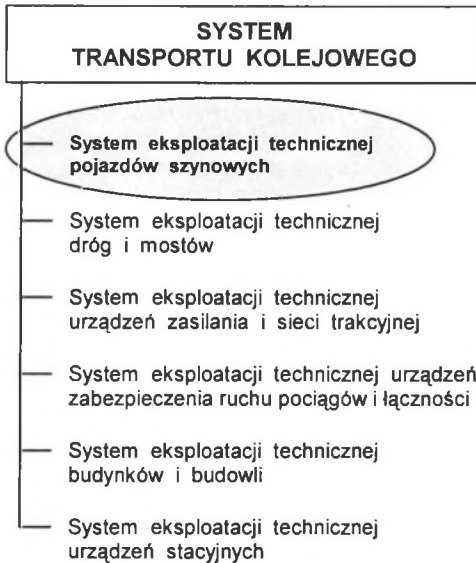 SYSTEM
TRANSPORTU KOLEJOWEGO
System eksploatacji technicznej
pojazdów szynowych
System eksploatacji technicznej
dróg i mostów
System eksploatacji technicznej
urządzeń zasilania i sieci trakcyjnej
System eksploatacji technicznej urządzeń
zabezpieczenia ruchu pociągów i łączności
System eksploatacji technicznej
budynków i budowli
System eksploatacji technicznej
urządzeń stacyjnych